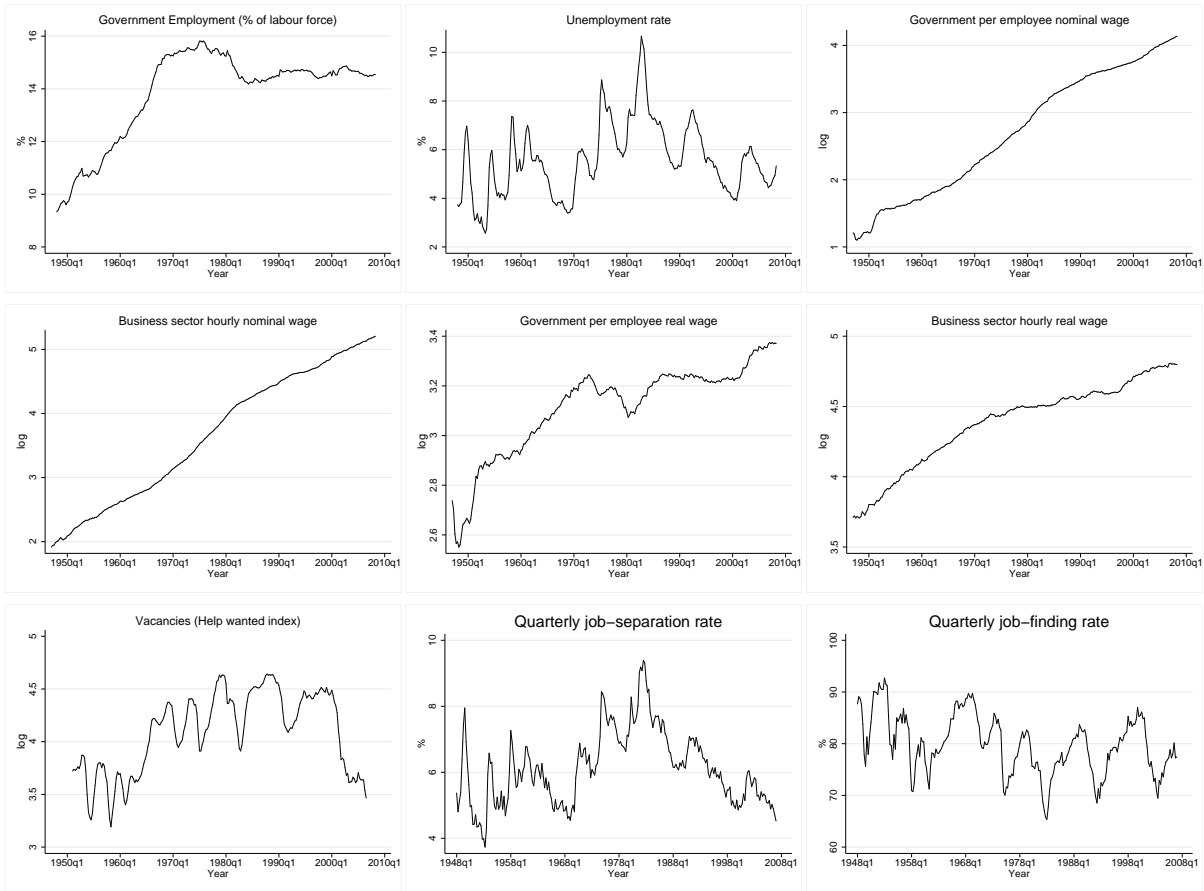 Government Employment (% of labour force)
16
14
12
10
8
%
1950q1 1960q1 1970q1 1980q1 1990q1 2000q1 2010q1
Year
Unemployment rate
10
8
6
4
2
%
1950q1 1960q1 1970q1 1980q1 1990q1 2000q1 2010q1
Year
Government per employee nominal wage
4
3
2
1
log
1950q1 1960q1 1970q1 1980q1 1990q1 2000q1 2010q1
Year
Business sector hourly nominal wage
5
4
3
2
log
1950q1 1960q1 1970q1 1980q1 1990q1 2000q1 2010q1
Year
Government per employee real wage
3.4
3.2
3
2.8
2.6
log
1950q1 1960q1 1970q1 1980q1 1990q1 2000q1 2010q1
Year
Business sector hourly real wage
5
4.5
4
3.5
log
1950q1 1960q1 1970q1 1980q1 1990q1 2000q1 2010q1
Year
Vacancies (Help wanted index)
5
4.5
4
3.5
3
log
1950q1 1960q1 1970q1 1980q1 1990q1 2000q1 2010q1
Year
Quarterly job−separation rate
10
8
6
4
%
1948q1 1958q1 1968q1 1978q1 1988q1 1998q1 2008q1
Year
Quarterly job−finding rate
100
90
80
70
60
%
1948q1 1958q1 1968q1 1978q1 1988q1 1998q1 2008q1
Year